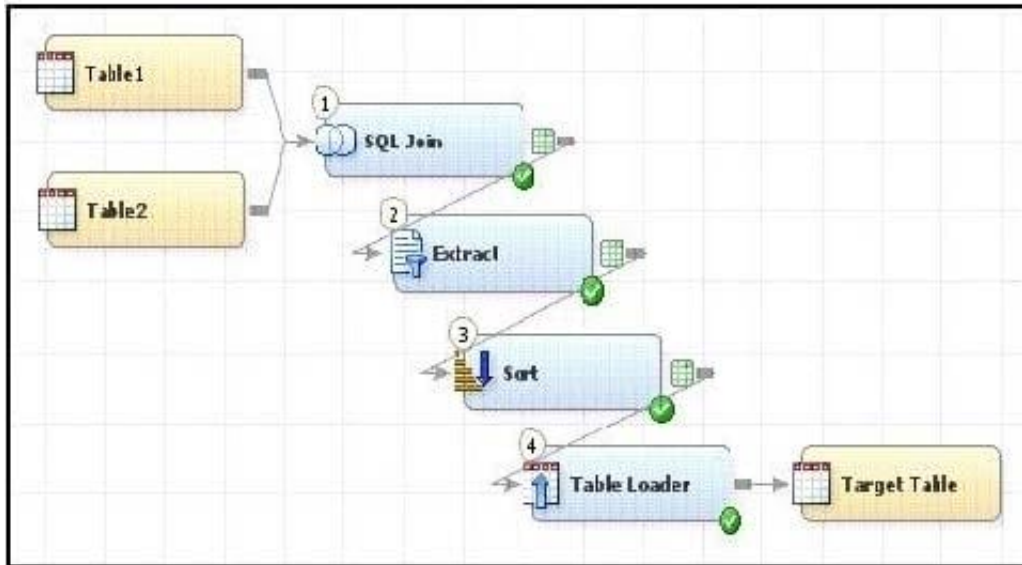 Table1
1
SQL Join
Table2
2
Extract
3
Sort
4
Table Loader
Target Table